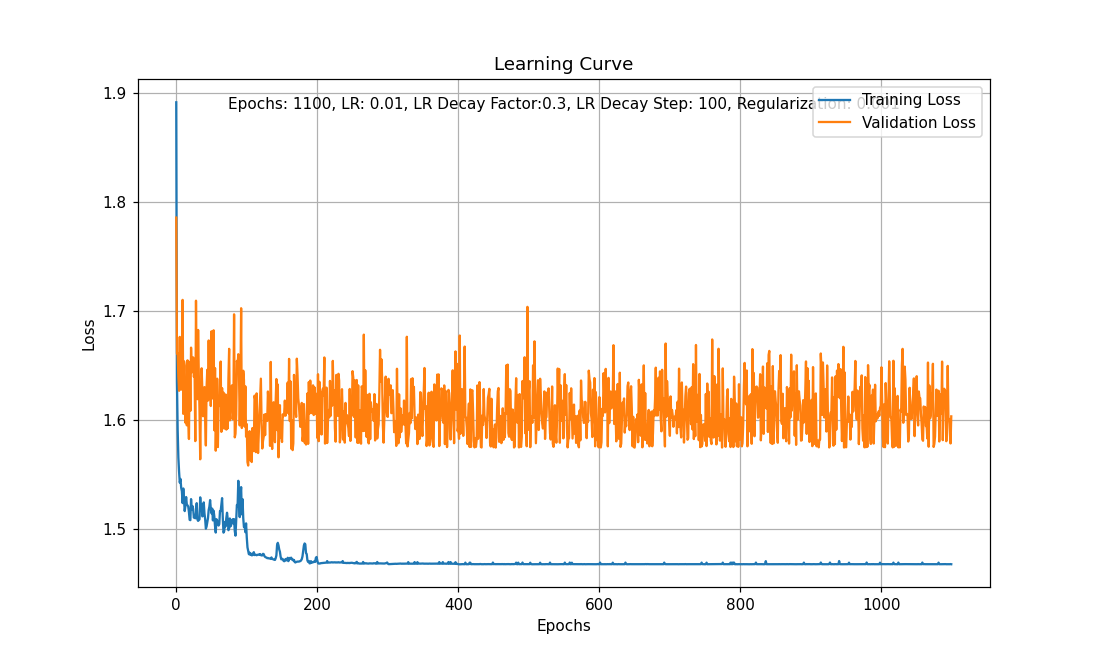 Learning Curve
Epochs: 1100, LR: 0.01, LR Decay Factor:0.3, LR Decay Step: 100, Regularization: 0.001
Training Loss
Validation Loss
1.9
1.8
1.7
1.6
1.5
Loss
0 200 400 600 800 1000
Epochs